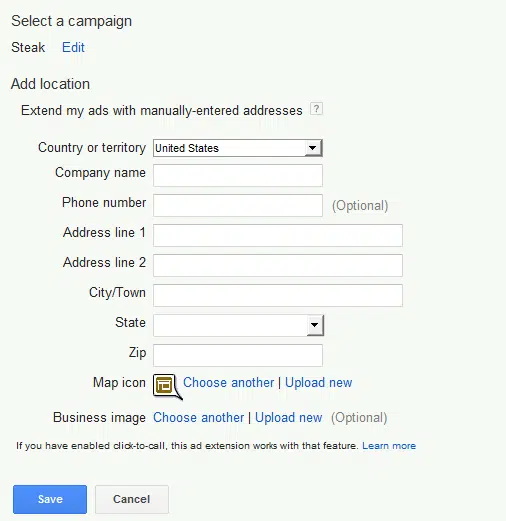 Select a campaign
Steak Edit
Add location
Extend my ads with manually-entered addresses ?
Country or territory United States
Company name
Phone number (Optional)
Address line 1
Address line 2
City/Town
State
Zip
Map icon Choose another | Upload new
Business image Choose another | Upload new (Optional)
If you have enabled click-to-call, this ad extension works with that feature. Learn more
Save Cancel